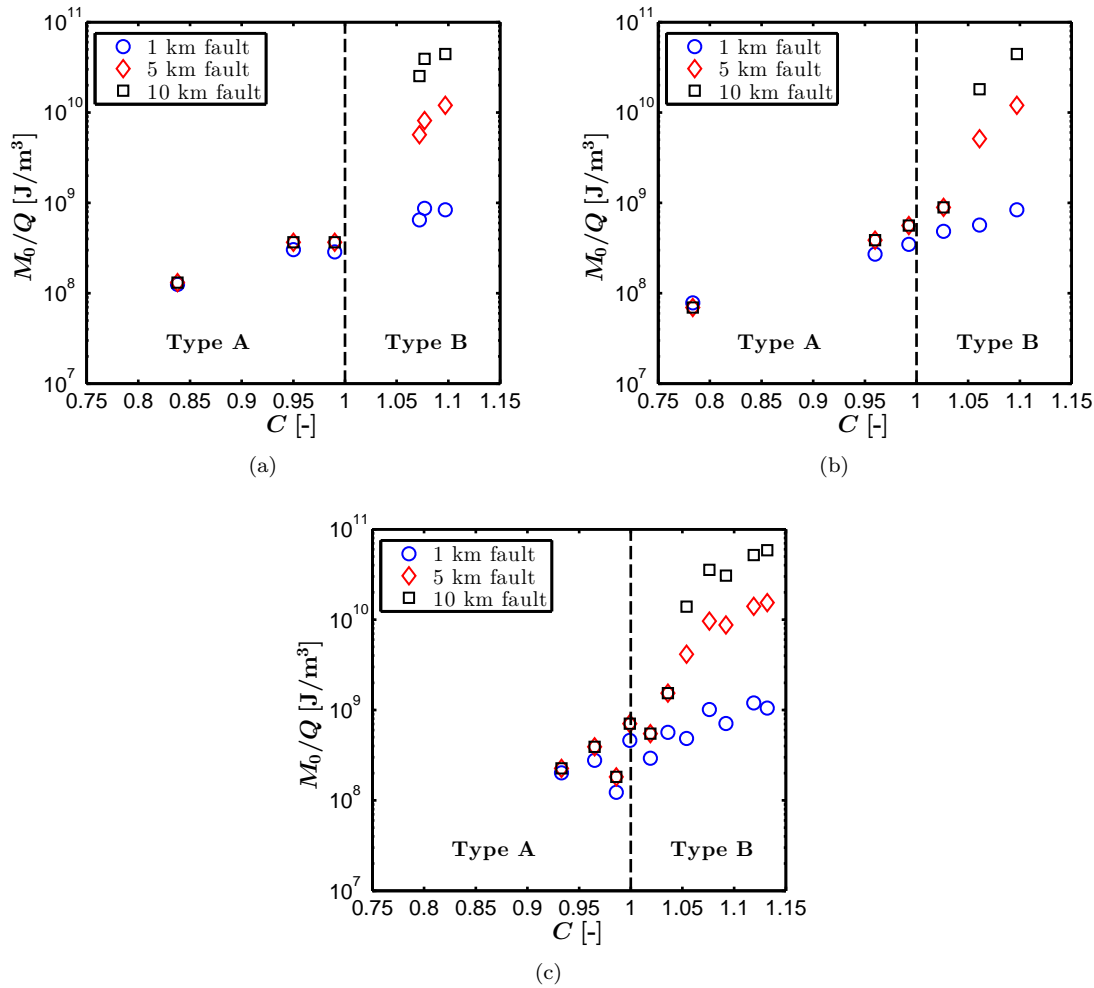 10^11
10^10
10^9
10^8
10^7
M_0/Q [J/m^3]
1 km fault
5 km fault
10 km fault
Type A
Type B
0.75 0.8 0.85 0.9 0.95 1 1.05 1.1 1.15
C [-]
(a)
10^11
10^10
10^9
10^8
10^7
M_0/Q [J/m^3]
1 km fault
5 km fault
10 km fault
Type A
Type B
0.75 0.8 0.85 0.9 0.95 1 1.05 1.1 1.15
C [-]
(b)
10^11
10^10
10^9
10^8
10^7
M_0/Q [J/m^3]
1 km fault
5 km fault
10 km fault
Type A
Type B
0.75 0.8 0.85 0.9 0.95 1 1.05 1.1 1.15
C [-]
(c)